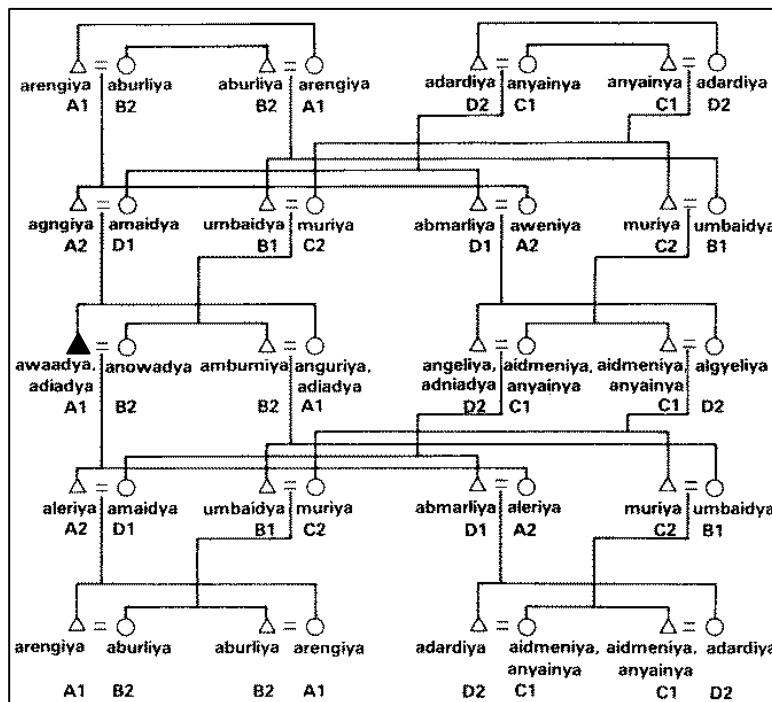 arengiya aburliya aburliya arengiya adardiya anyainya anyainya adardiya
A1 B2 B2 A1 D2 C1 C1 D2
agngiya amaidya umbaidya muriya abmarliya aweniya muriya umbaidya
A2 D1 B1 C2 D1 A2 C2 B1
awaadya, anowadya amburniya anguriya, angeliya, aidmeniya, aidmeniya, algyeliya
adiadya adiadya adniadya anyainya anyainya
A1 B2 B2 A1 D2 C1 C1 D2
aleriya amaidya umbaidya muriya abmarliya aleriya muriya umbaidya
A2 D1 B1 C2 D1 A2 C2 B1
arengiya aburliya aburliya arengiya adardiya aidmeniya, aidmeniya, adardiya
anyainya anyainya
A1 B2 B2 A1 D2 C1 C1 D2